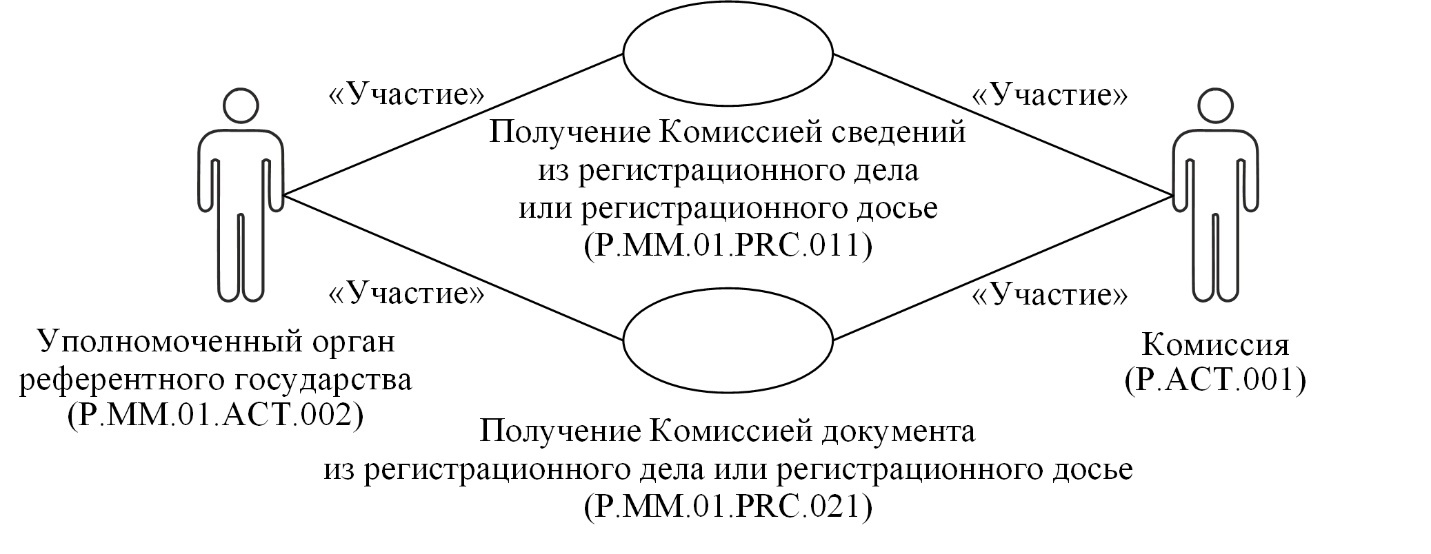 «Участие»
«Участие»
Получение Комиссией сведений
из регистрационного дела
или регистрационного досье
(P.MM.01.PRC.011)
«Участие»
«Участие»
Уполномоченный орган
референтного государства
(P.MM.01.ACT.002)
Комиссия
(P.ACT.001)
Получение Комиссией документа
из регистрационного дела или регистрационного досье
(P.MM.01.PRC.021)